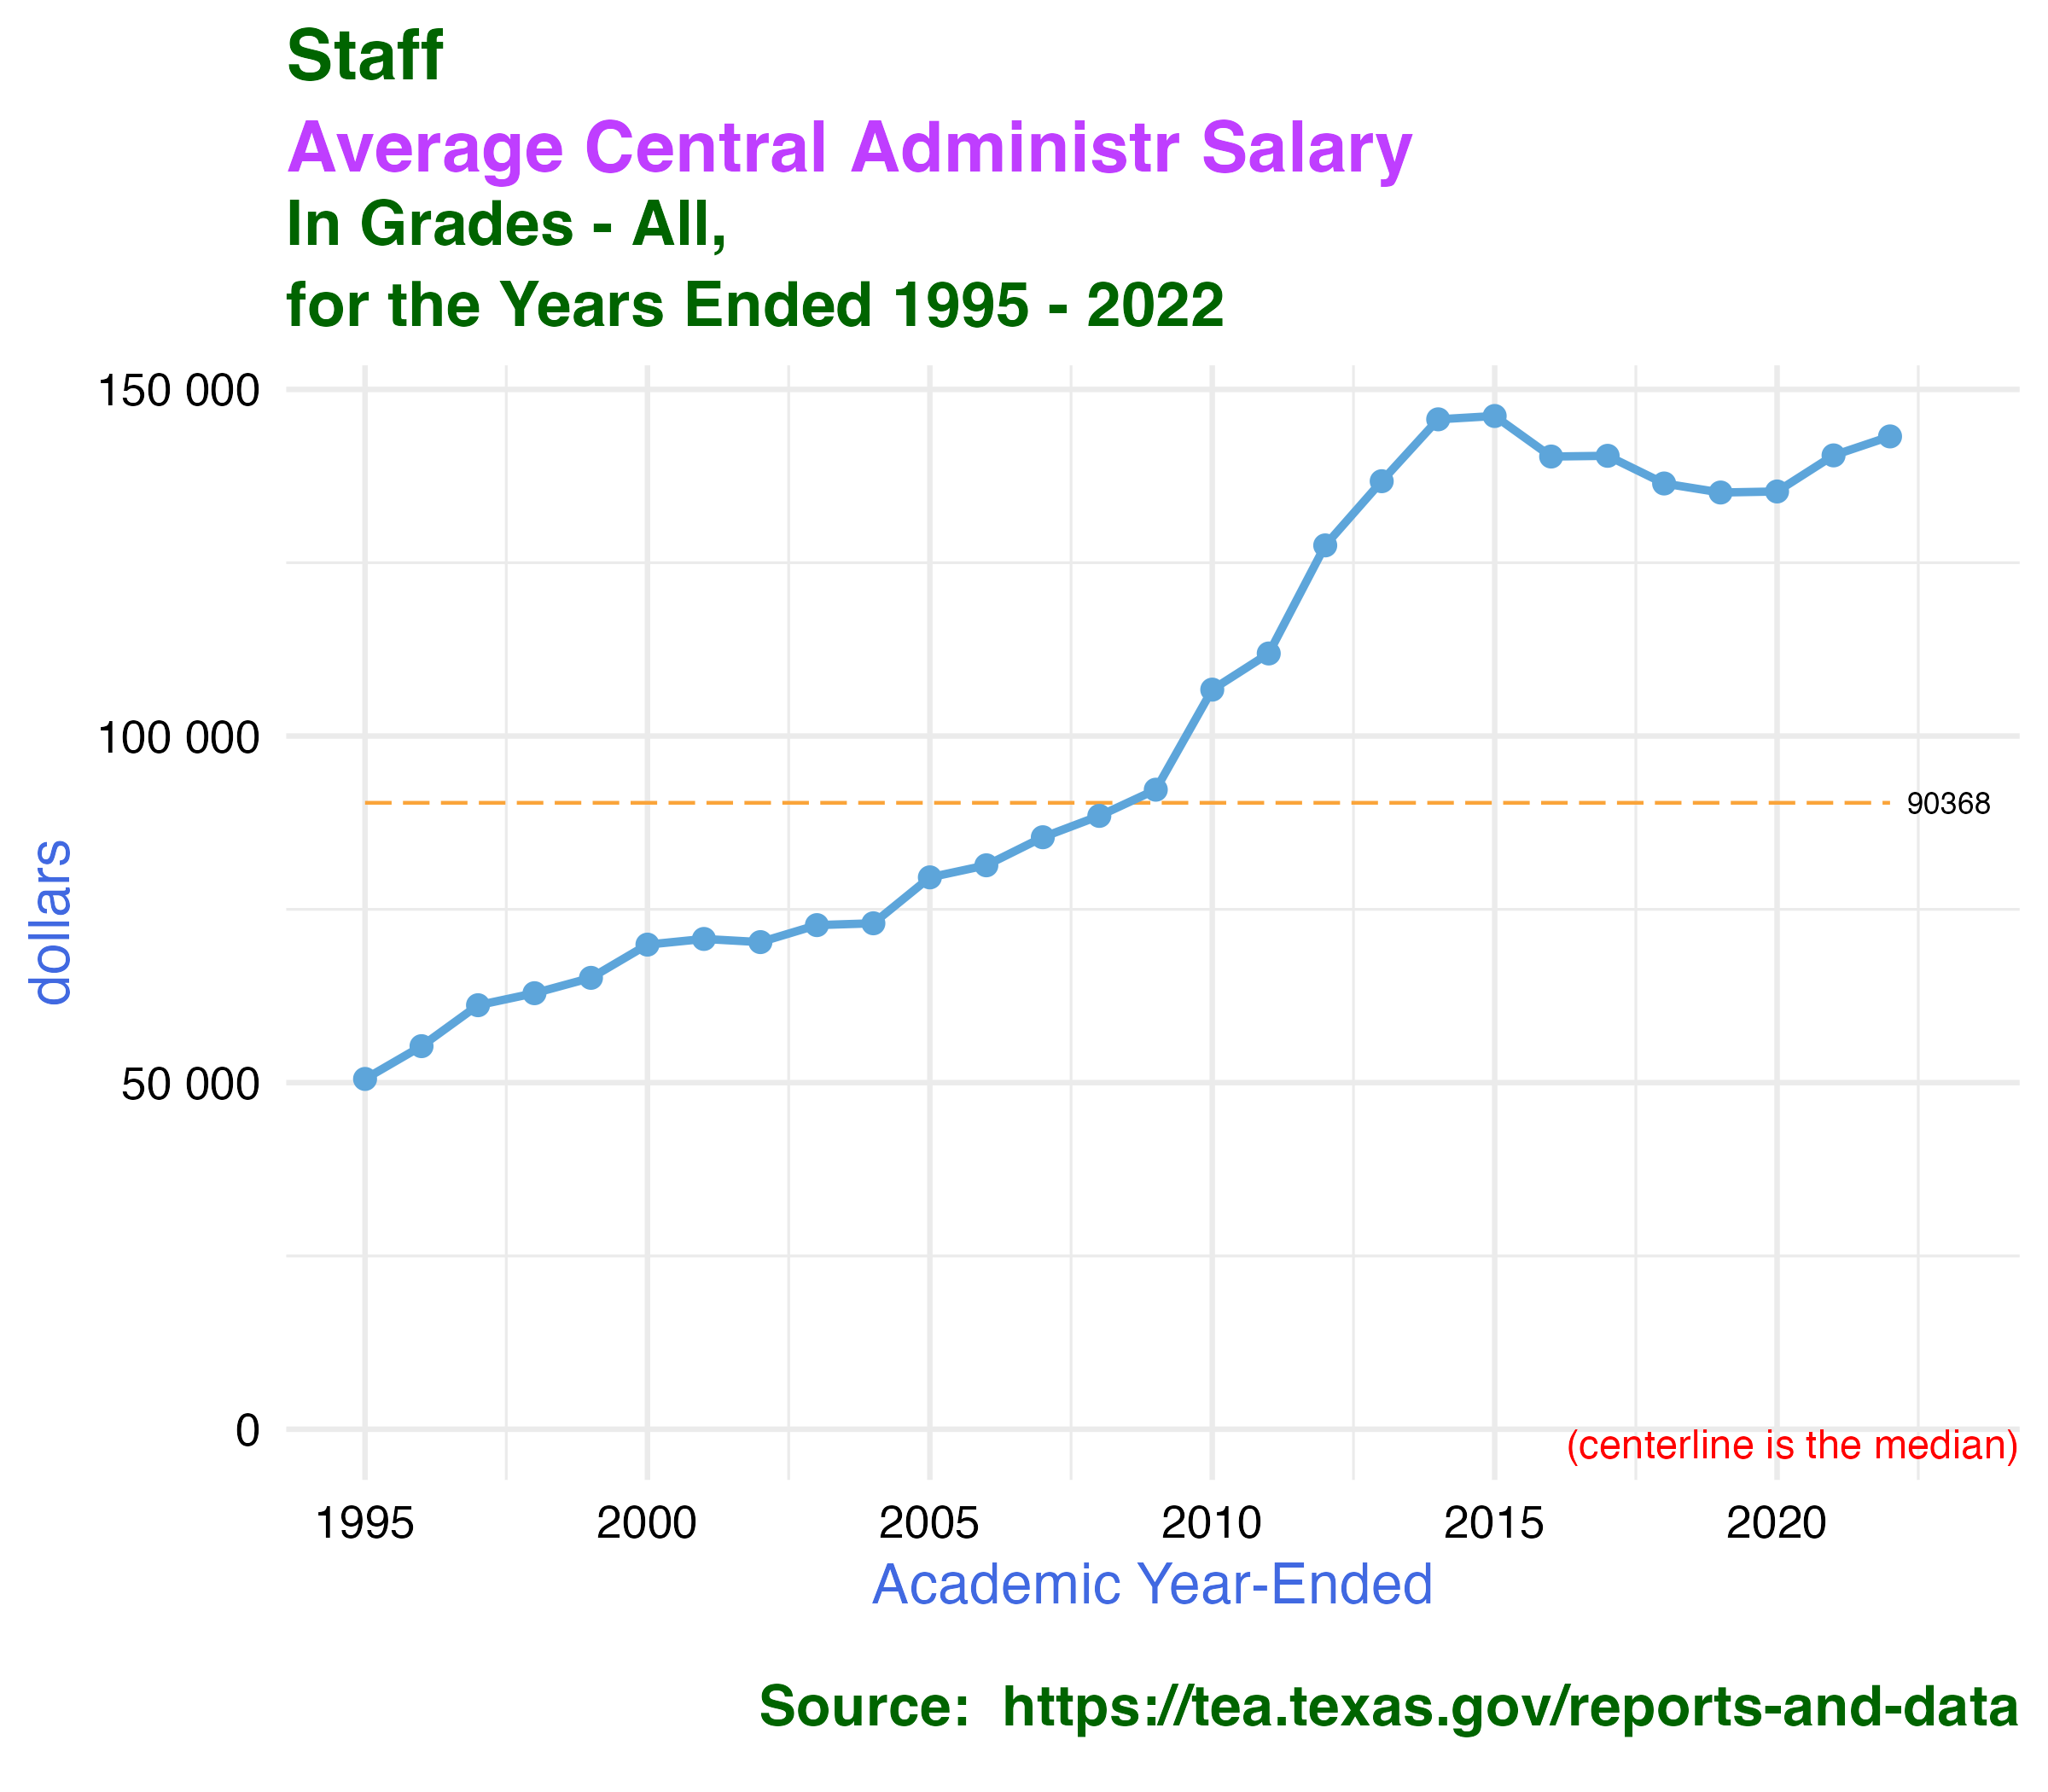 Staff
Average Central Administr Salary
In Grades - All,
for the Years Ended 1995 - 2022
150 000
100 000
90368
dollars
50 000
0
(centerline is the median)
1995 2000 2005 2010 2015 2020
Academic Year-Ended
Source:  https://tea.texas.gov/reports-and-data